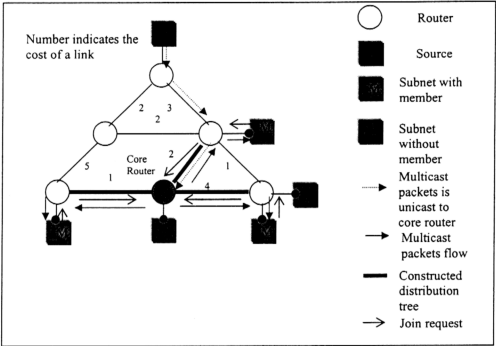 Number indicates the
cost of a link
Router
Source
Subnet with
member
Subnet
without
member
Multicast
packets is
unicast to
core router
Multicast
packets flow
Constructed
distribution
tree
Join request
2
3
2
Core
Router
2
1
5
1
4